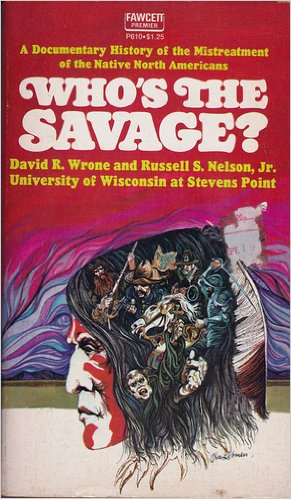 FAWCETT
PREMIER
P610 • $1.25
A Documentary History of the Mistreatment
of the Native North Americans
WHO'S THE
SAVAGE?
David R. Wrone and Russell S. Nelson, Jr.
University of Wisconsin at Stevens Point